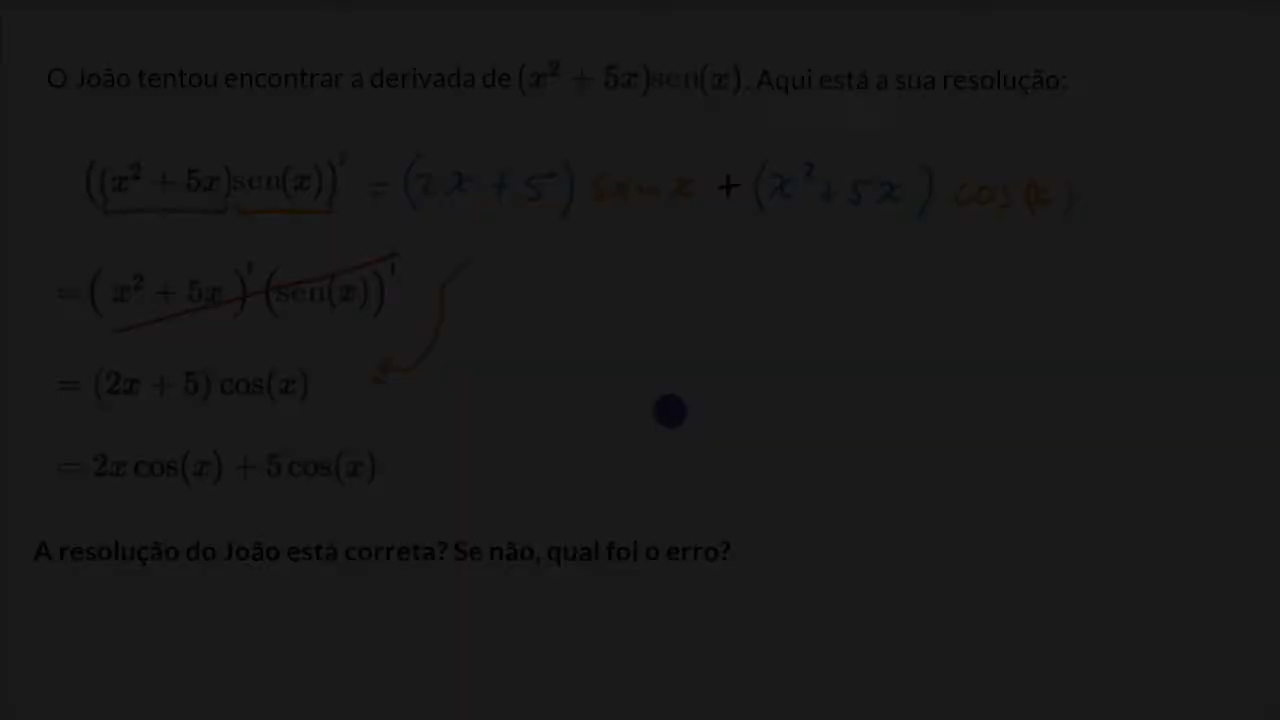 O João tentou encontrar a derivada de (x² + 5x)sen(x). Aqui está a sua resolução:
((x² + 5x)sen(x))' = (2x + 5) sen x + (x² + 5x) cos(x)
= (x² + 5x)' (sen(x))'
= (2x + 5) cos(x)
= 2x cos(x) + 5 cos(x)
A resolução do João está correta? Se não, qual foi o erro?